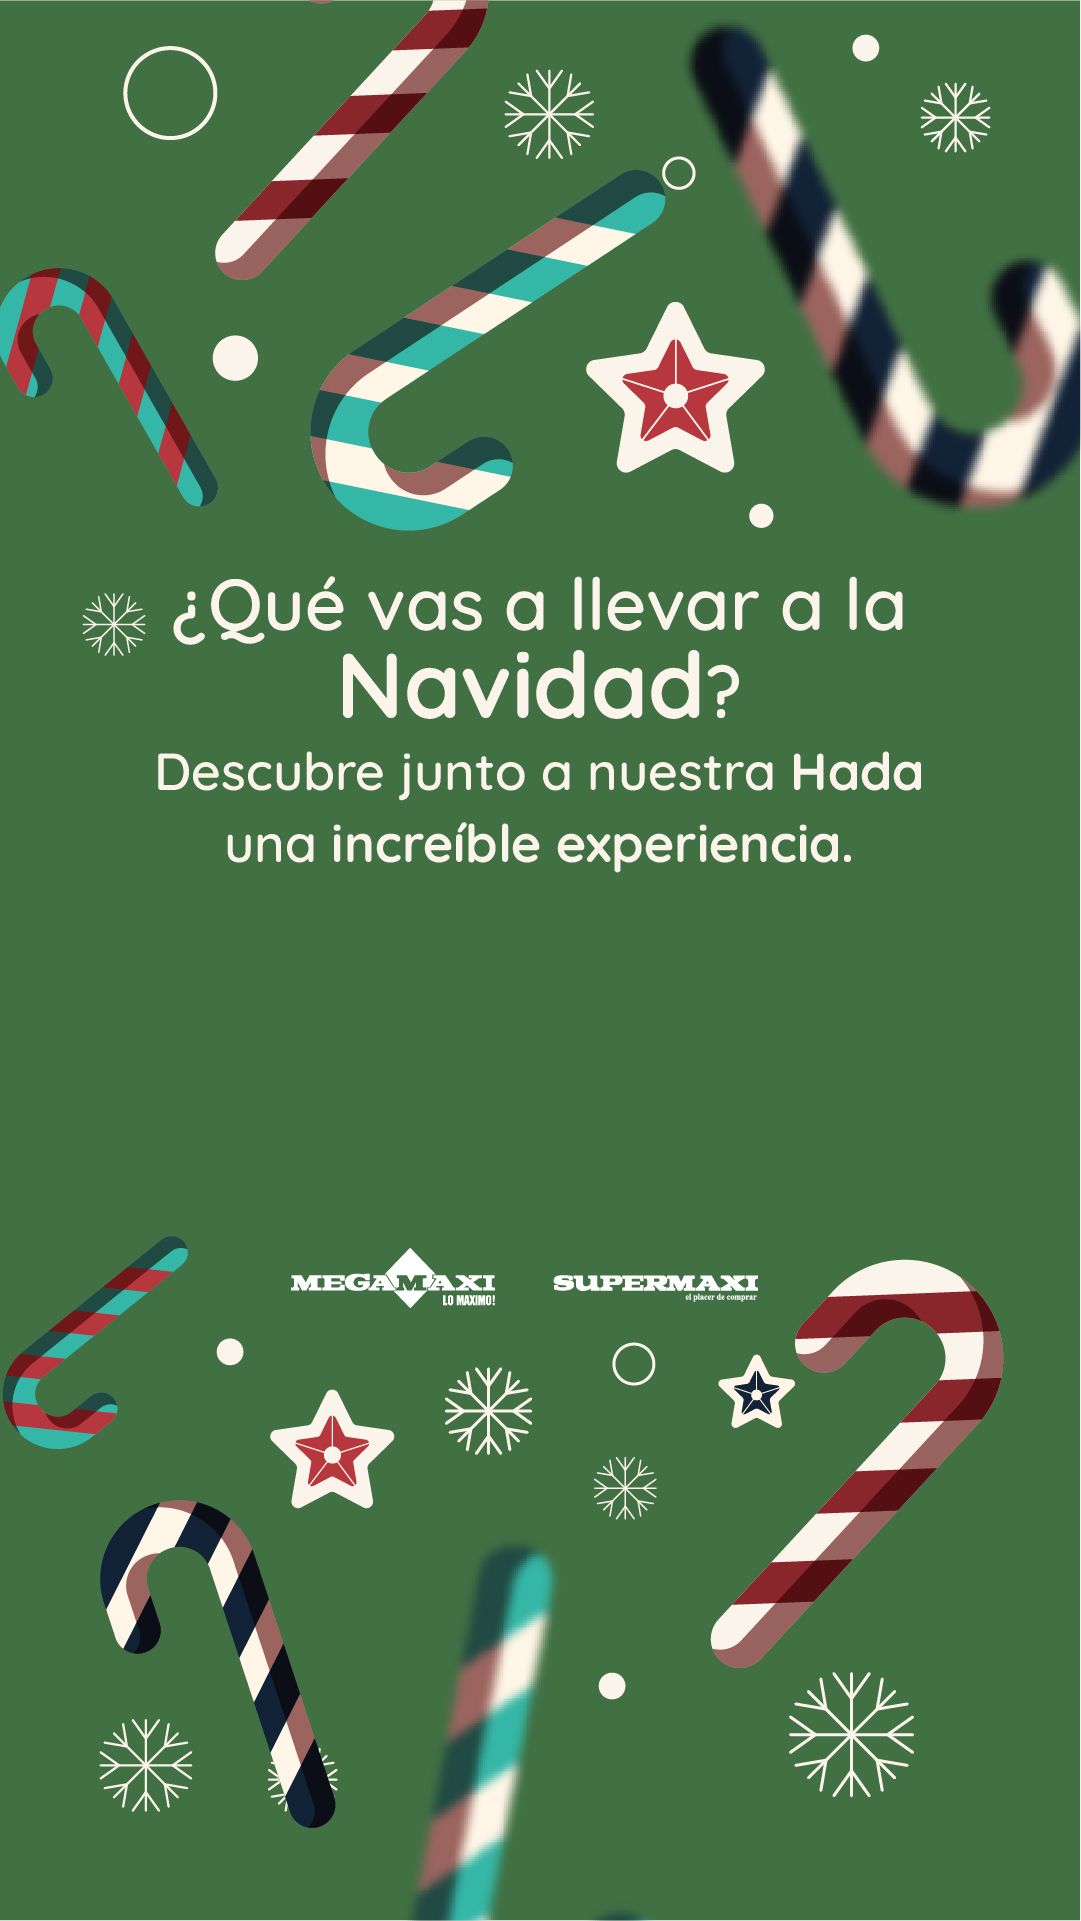 ¿Qué vas a llevar a la
Navidad?
Descubre junto a nuestra Hada
una increíble experiencia.
MEGAMAXI
LO MAXIMO!
SUPERMAXI
el placer de comprar